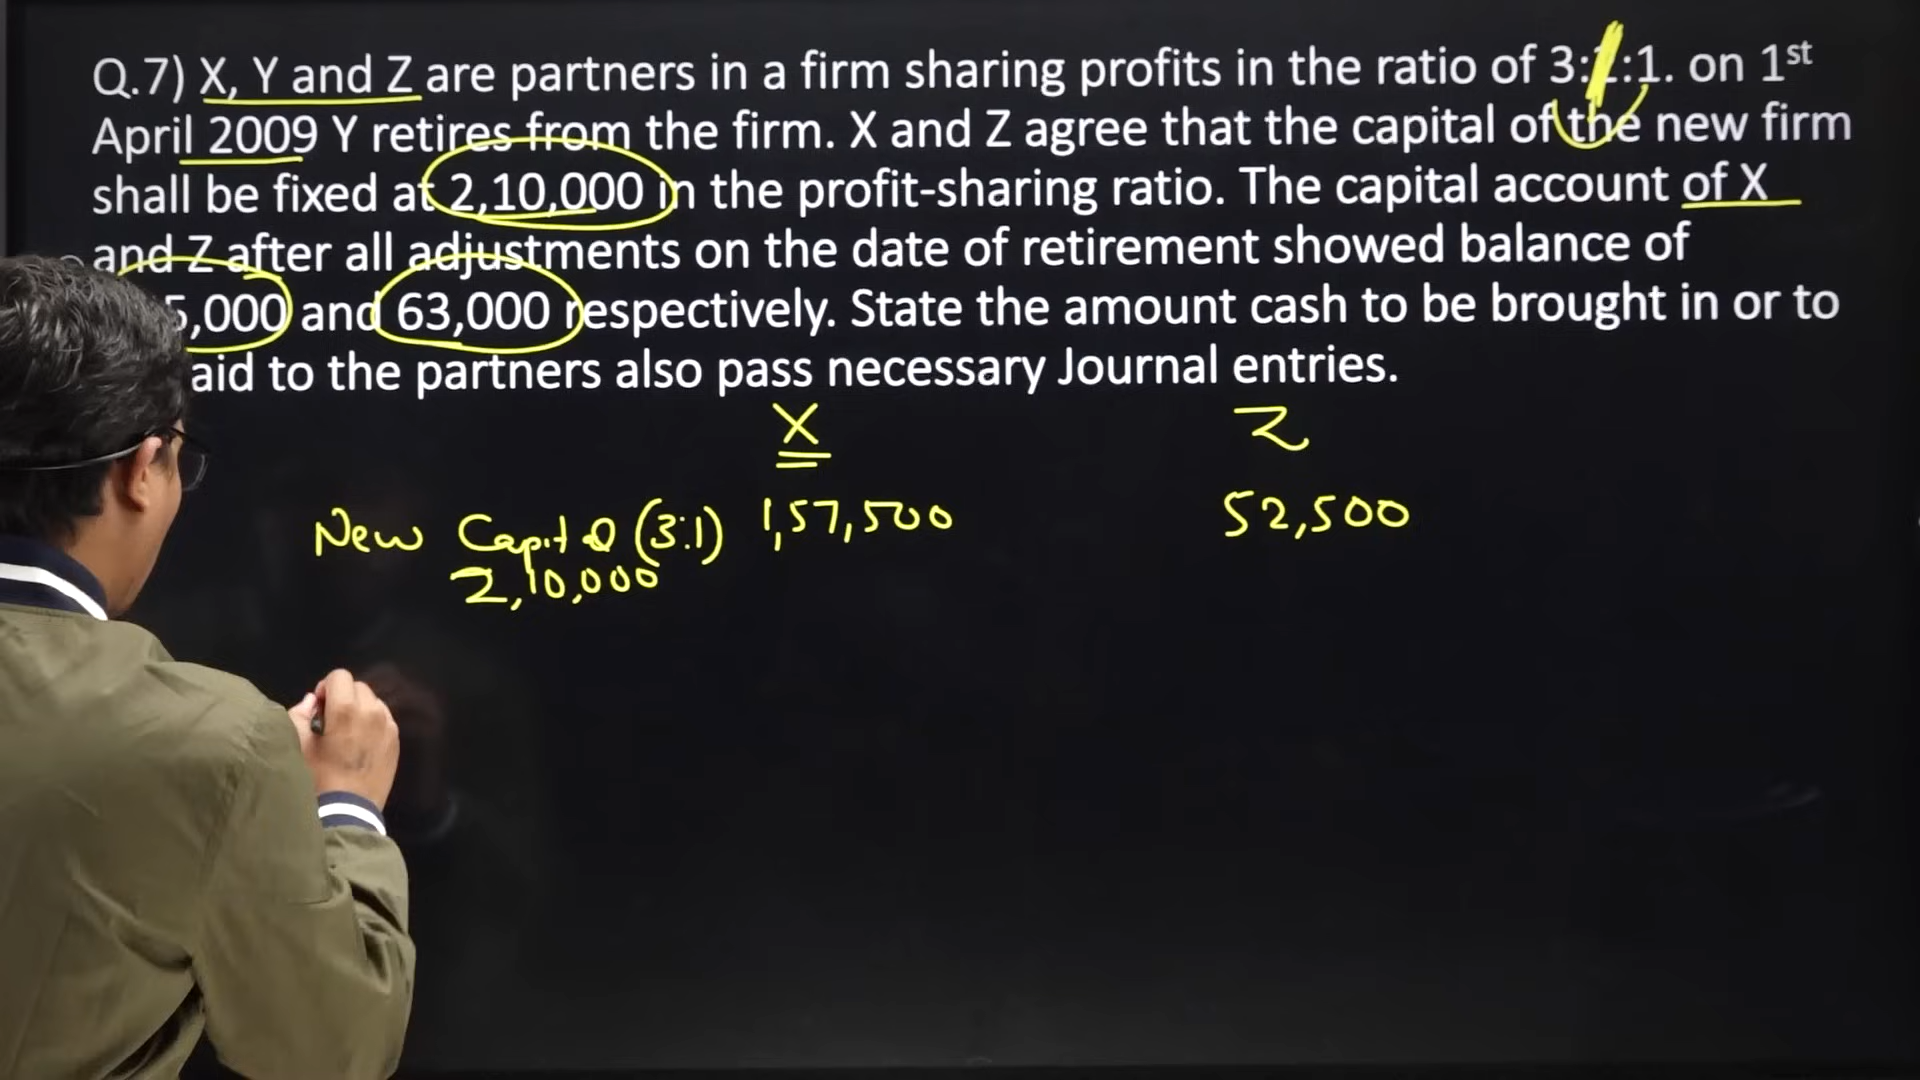 Q.7) X, Y and Z are partners in a firm sharing profits in the ratio of 3: :1. on 1st
April 2009 Y retires from the firm. X and Z agree that the capital of the new firm
shall be fixed at 2,10,000 in the profit-sharing ratio. The capital account of X
and Z after all adjustments on the date of retirement showed balance of
5,000 and 63,000 respectively. State the amount cash to be brought in or to
aid to the partners also pass necessary Journal entries.
X Z
New Capital (3:1) 1,57,500 52,500
2,10,000